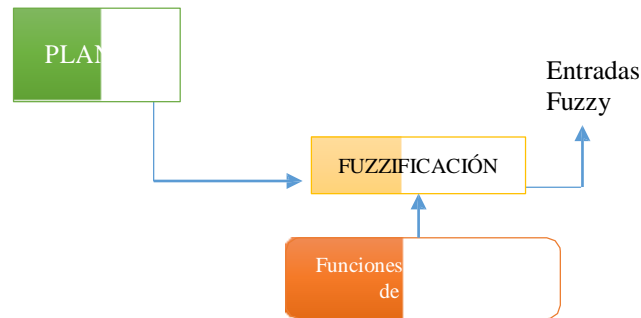 PLAN
Entradas
Fuzzy
FUZZIFICACIÓN
Funciones
de